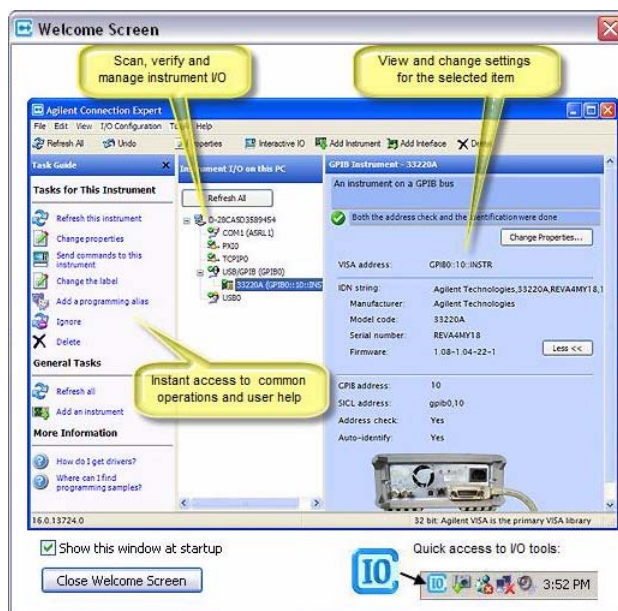 Welcome Screen
Scan, verify and
manage instrument I/O
View and change settings
for the selected item
Agilent Connection Expert
File Edit View I/O Configuration Help
Refresh All Undo Properties Interactive IO Add Instrument Add Interface
Task Guide
Instrument I/O on this PC
GPIB Instrument - 33220A
Tasks for This Instrument
Refresh this instrument
Change properties
Send commands to this
instrument
Change the label
Add a programming alias
Ignore
Delete
General Tasks
Refresh all
Add an instrument
More Information
How do I get drivers?
Where can I find
programming samples?
Refresh All
COM1 (ASRL1)
PXI0
TCPIP0
USB/GPIB (GPIB0)
33220A (GPIB0::10::INS
USB0
Instant access to common
operations and user help
An instrument on a GPIB bus
Both the address check and the identification were done
Change Properties...
VISA address: GPIB0::10::INSTR
IDN string: Agilent Technologies,33220A,REVA4MY18,1
Manufacturer: Agilent Technologies
Model code: 33220A
Serial number: REVA4MY18
Firmware: 1.08-1.04-22-1
Less <<
GPIB address: 10
SICL address: gpib0,10
Address check: Yes
Auto-identify: Yes
16.0.13724.0
32 bit: Agilent VISA is the primary VISA library
Show this window at startup
Close Welcome Screen
Quick access to I/O tools:
IO
IO
3:52 PM